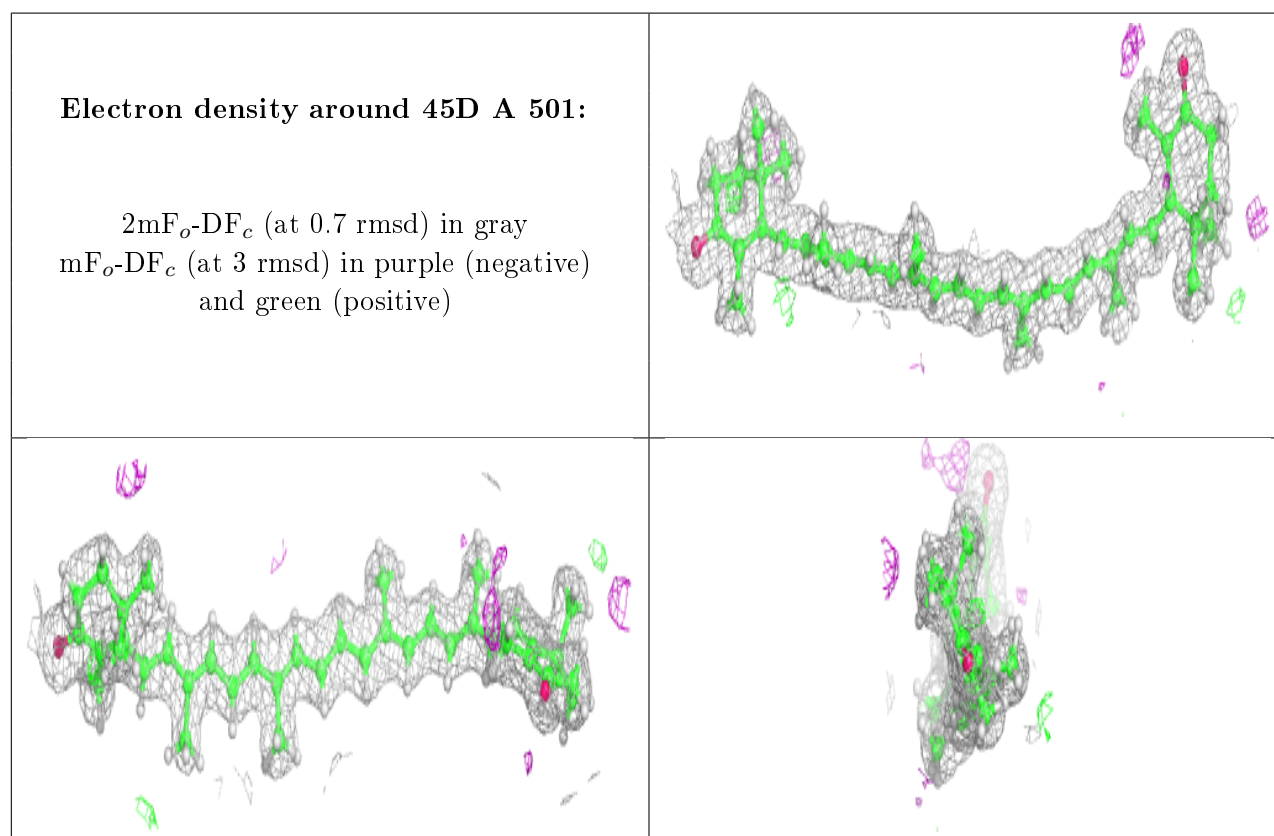 Electron density around 45D A 501:
2mFo-DFc (at 0.7 rmsd) in gray
mFo-DFc (at 3 rmsd) in purple (negative)
and green (positive)